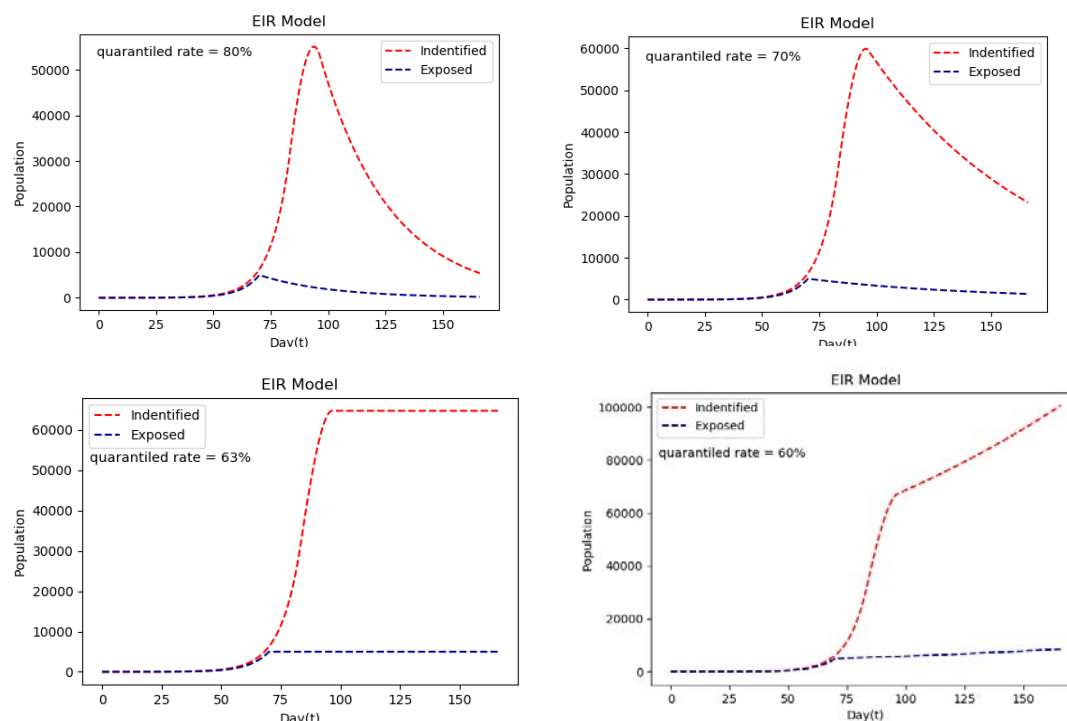 EIR Model
quarantiled rate = 80%
Indentified
Exposed
Population
50000
40000
30000
20000
10000
0
0 25 50 75 100 125 150
Day(t)
EIR Model
quarantiled rate = 70%
Indentified
Exposed
Population
60000
50000
40000
30000
20000
10000
0
0 25 50 75 100 125 150
Day(t)
EIR Model
Indentified
Exposed
quarantiled rate = 63%
Population
60000
50000
40000
30000
20000
10000
0
0 25 50 75 100 125 150
Day(t)
EIR Model
Indentified
Exposed
quarantiled rate = 60%
Population
100000
80000
60000
40000
20000
0
0 25 50 75 100 125 150
Day(t)